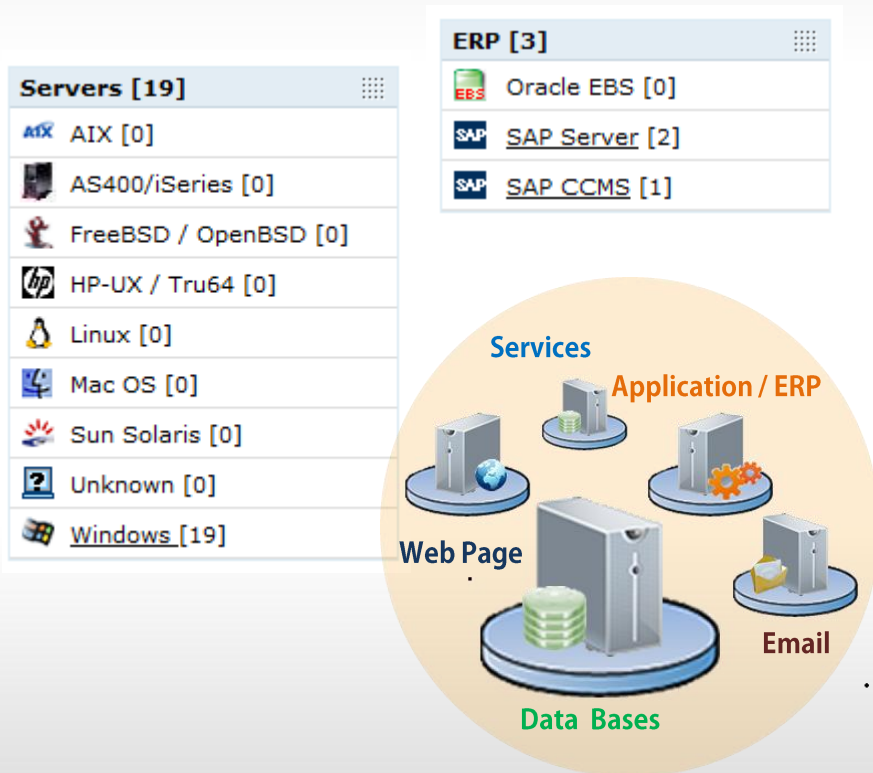 Servers [19]
AIX AIX [0]
AS400/iSeries [0]
FreeBSD / OpenBSD [0]
hp HP-UX / Tru64 [0]
Linux [0]
Mac OS [0]
Sun Solaris [0]
? Unknown [0]
Windows [19]
ERP [3]
EBS Oracle EBS [0]
SAP SAP Server [2]
SAP SAP CCMS [1]
Services
Application / ERP
Web Page
Email
Data Bases